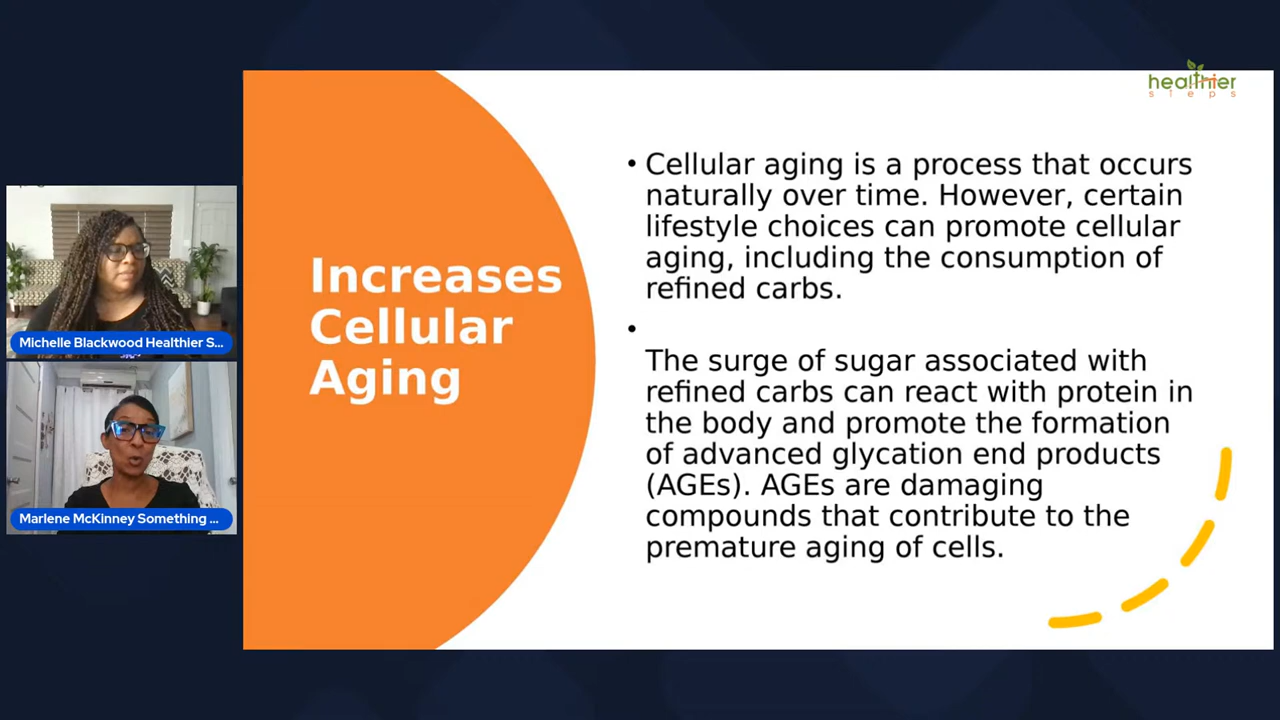 healthier
steps
Increases
Cellular
Aging
• Cellular aging is a process that occurs
naturally over time. However, certain
lifestyle choices can promote cellular
aging, including the consumption of
refined carbs.
•
The surge of sugar associated with
refined carbs can react with protein in
the body and promote the formation
of advanced glycation end products
(AGEs). AGEs are damaging
compounds that contribute to the
premature aging of cells.
Michelle Blackwood Healthier S...
Marlene McKinney Something ...